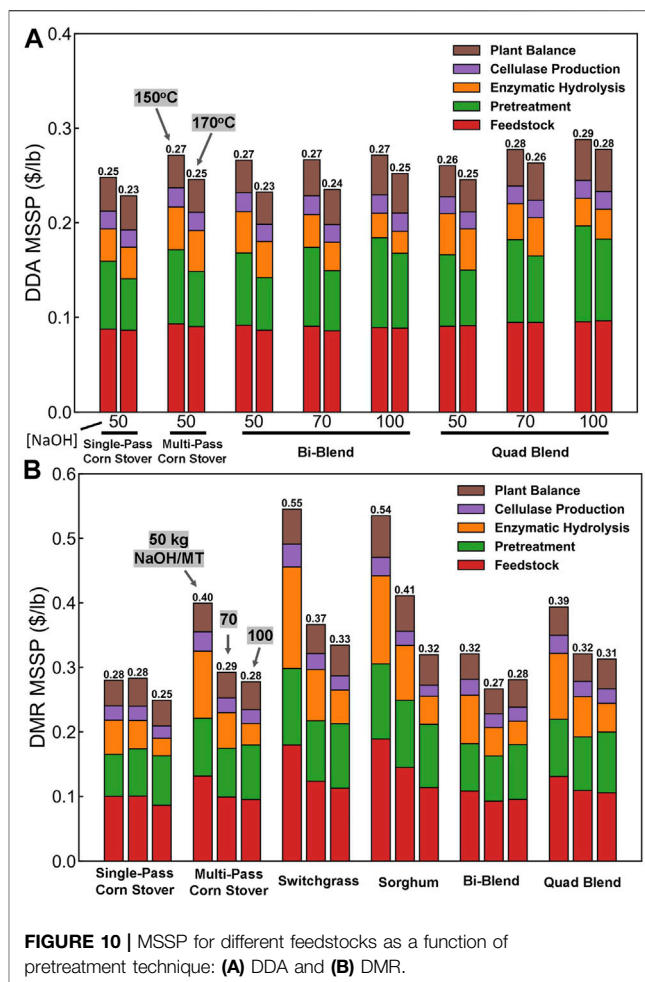 A
0.4
0.3
0.2
0.1
0.0
DDA MSSP ($/lb)
Plant Balance
Cellulase Production
Enzymatic Hydrolysis
Pretreatment
Feedstock
150°C
170°C
0.25 0.23 0.27 0.25 0.27 0.23 0.27 0.24 0.27 0.25 0.26 0.25 0.28 0.26 0.29 0.28
[NaOH] 50 50 50 70 100 50 70 100
Single-Pass Corn Stover
Multi-Pass Corn Stover
Bi-Blend
Quad Blend
B
0.6
0.5
0.4
0.3
0.2
0.1
0.0
DMR MSSP ($/lb)
Plant Balance
Cellulase Production
Enzymatic Hydrolysis
Pretreatment
Feedstock
50 kg
NaOH/MT
70
100
0.28 0.28 0.25 0.40 0.29 0.28 0.55 0.37 0.33 0.54 0.41 0.32 0.32 0.27 0.28 0.39 0.32 0.31
Single-Pass Corn Stover
Multi-Pass Corn Stover
Switchgrass
Sorghum
Bi-Blend
Quad Blend
FIGURE 10 | MSSP for different feedstocks as a function of
pretreatment technique: (A) DDA and (B) DMR.